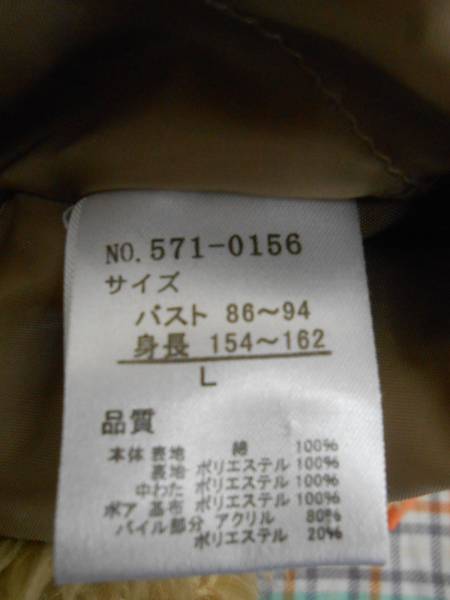 NO. 571-0156
サイズ
バスト 86～94
身長 154～162
L
品質
本体 表地 綿 100%
裏地 ポリエステル 100%
中わた ポリエステル 100%
ボア 基布 ポリエステル 100%
パイル部分 アクリル 80%
ポリエステル 20%